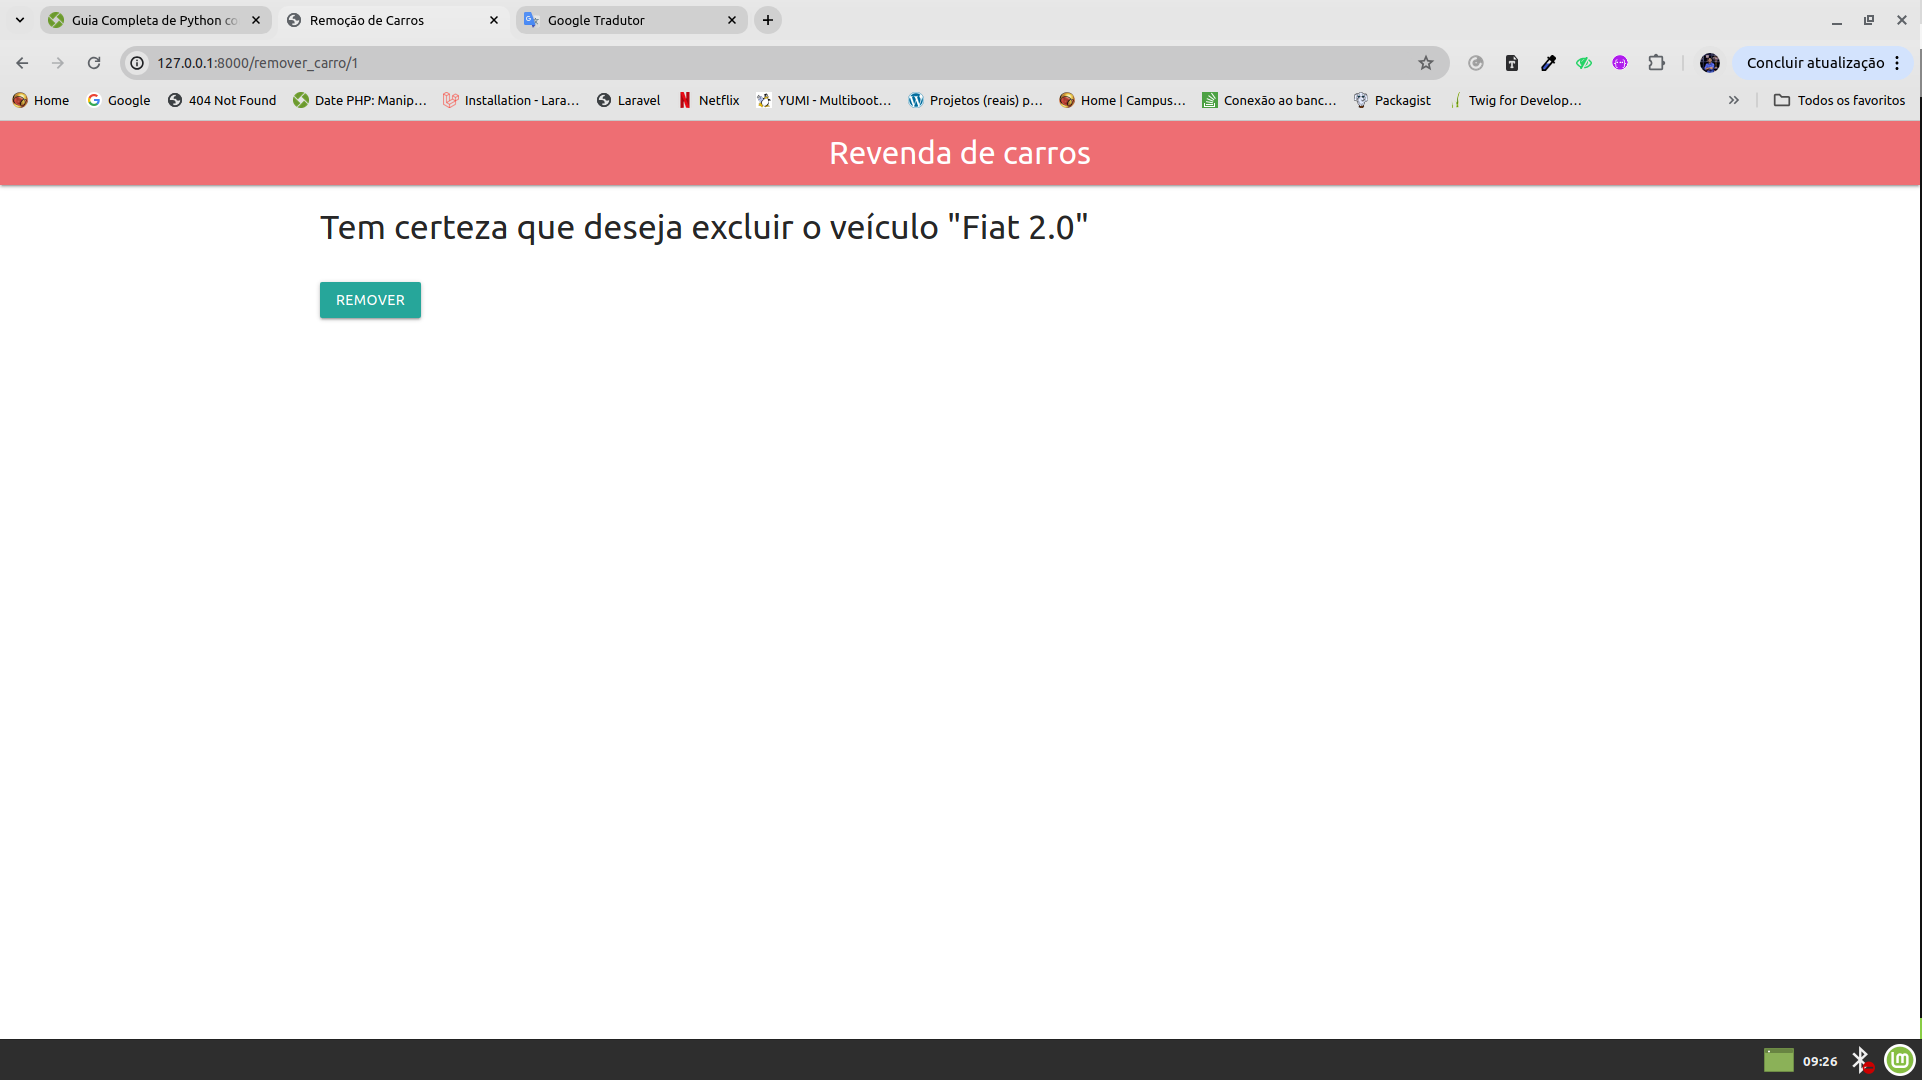 Guia Completa de Python co
Remoção de Carros
Google Tradutor
127.0.0.1:8000/remover_carro/1
Concluir atualização
Home
Google
404 Not Found
Date PHP: Manip...
Installation - Lara...
Laravel
Netflix
YUMI - Multiboot...
Projetos (reais) p...
Home | Campus...
Conexão ao banc...
Packagist
Twig for Develop...
Todos os favoritos
Revenda de carros
Tem certeza que deseja excluir o veículo "Fiat 2.0"
REMOVER
09:26